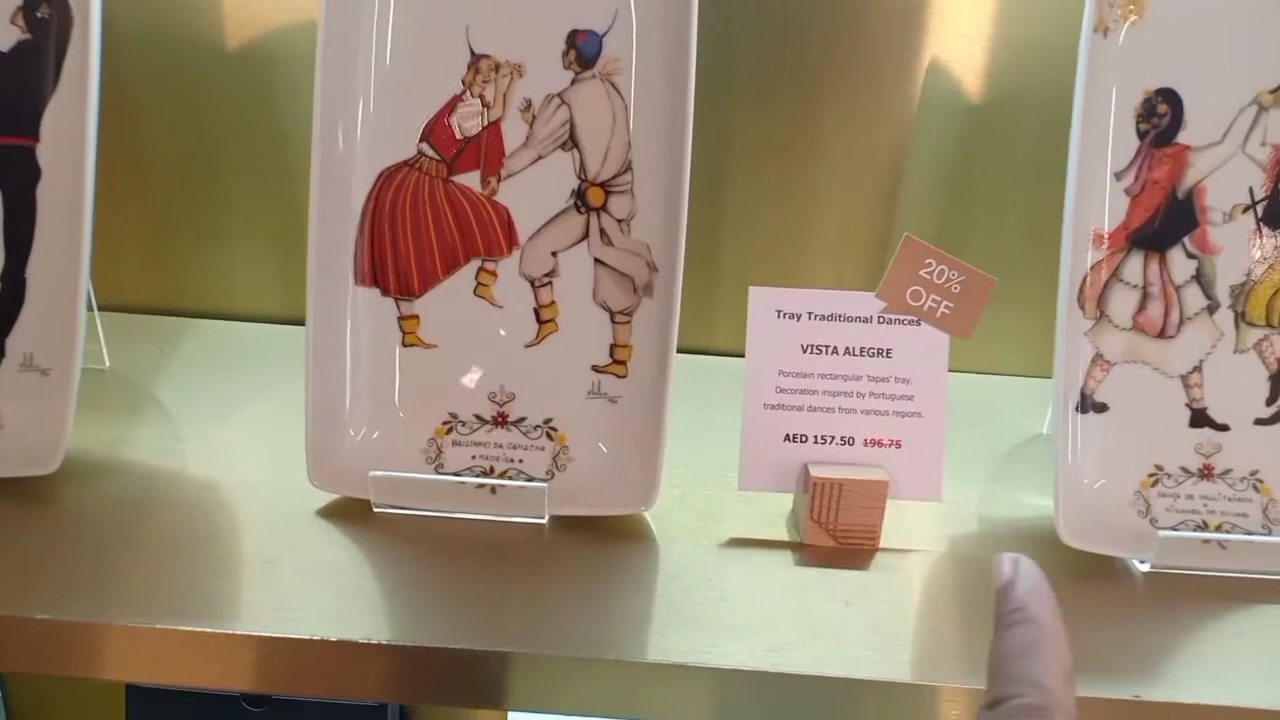 BAILINHO DA CAMACHA
MADEIRA
20%
OFF
Tray Traditional Dances
VISTA ALEGRE
Porcelain rectangular 'tapas' tray.
Decoration inspired by Portuguese
traditional dances from various regions.
AED 157.50 196.75